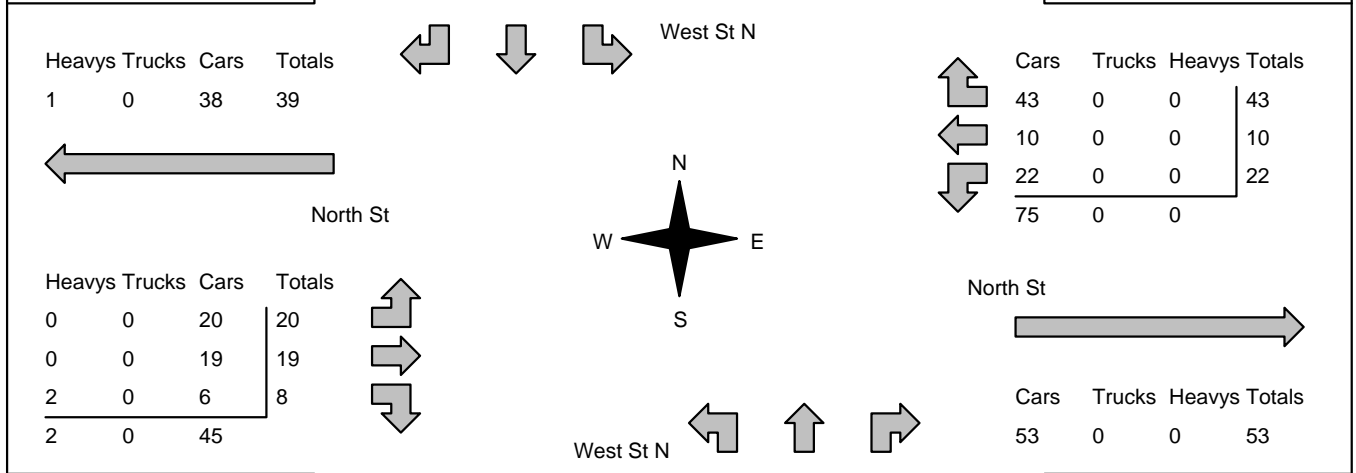 West St N
Heavys Trucks Cars Totals
1 0 38 39
Cars Trucks Heavys Totals
43 0 0 43
10 0 0 10
22 0 0 22
75 0 0
North St
N
W E
S
Heavys Trucks Cars Totals
0 0 20 20
0 0 19 19
2 0 6 8
2 0 45
North St
Cars Trucks Heavys Totals
53 0 0 53
West St N